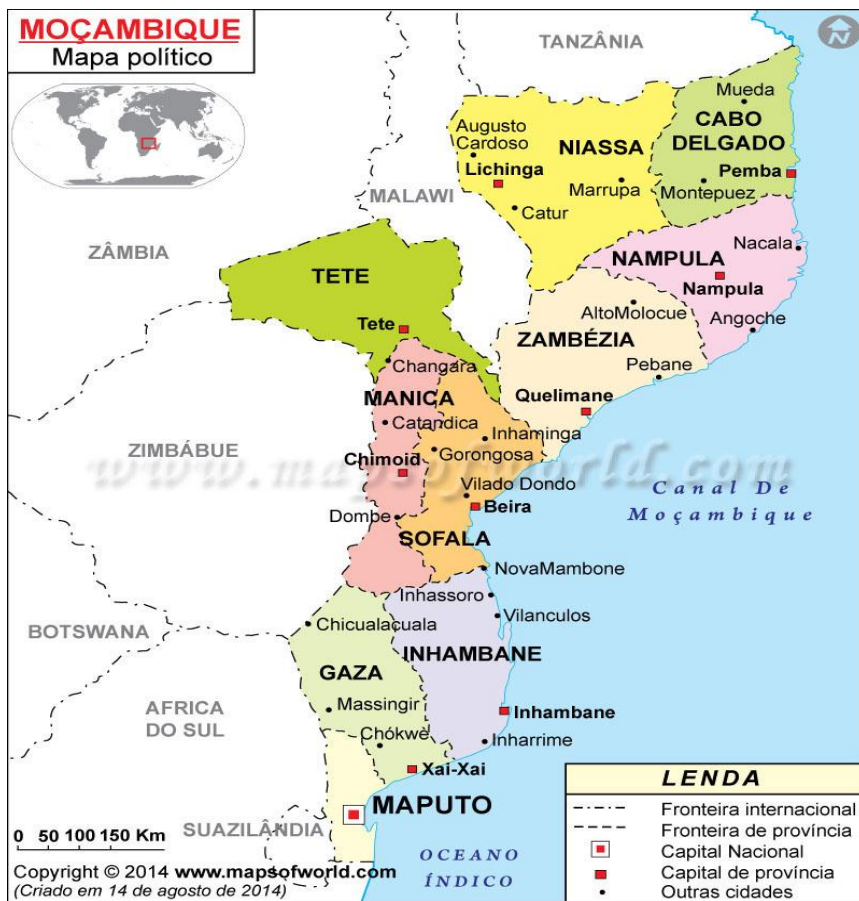 MOÇAMBIQUE
Mapa político
N
TANZÂNIA
Mueda
CABO
DELGADO
Augusto
Cardoso
NIASSA
Lichinga
Pemba
Marrupa
Montepuez
MALAWI
Catur
ZÂMBIA
Nacala
NAMPULA
TETE
Nampula
AltoMolocue
Tete
ZAMBÉZIA
Angoche
Changara
Pebane
MANICA
Quelimane
Catandica
Inhaminga
ZIMBÁBUE
Gorongosa
www.mapsofworld.com
Chimoid
Vilado Dondo
Canal De
Moçambique
Beira
Dombe
SOFALA
NovaMambone
Inhassoro
Vilanculos
BOTSWANA
Chicualacuala
INHAMBANE
GAZA
AFRICA
DO SUL
Massingir
Inhambane
Chókwè
Inharrime
Xai-Xai
MAPUTO
SUAZILÂNDIA
0 50 100 150 Km
OCEANO
ÍNDICO
LENDA
Fronteira internacional
Fronteira de província
Capital Nacional
Capital de província
Outras cidades
Copyright © 2014 www.mapsofworld.com
(Criado em 14 de agosto de 2014)